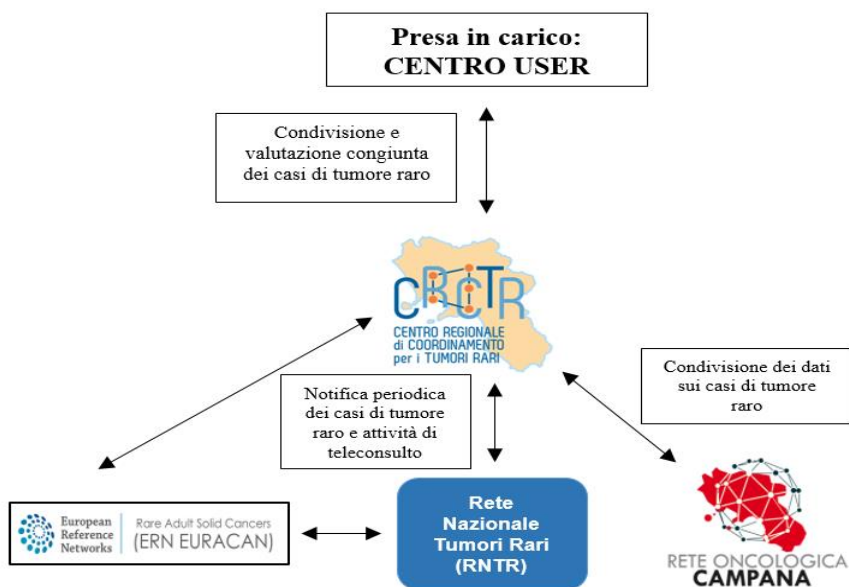 Presa in carico:
CENTRO USER
Condivisione e
valutazione congiunta
dei casi di tumore raro
CRCTR
CENTRO REGIONALE
di COORDINAMENTO
per i TUMORI RARI
Condivisione dei dati
sui casi di tumore
raro
Notifica periodica
dei casi di tumore
raro e attività di
teleconsulto
European
Reference
Networks
Rare Adult Solid Cancers
(ERN EURACAN)
Rete
Nazionale
Tumori Rari
(RNTR)
RETE ONCOLOGICA
CAMPANA